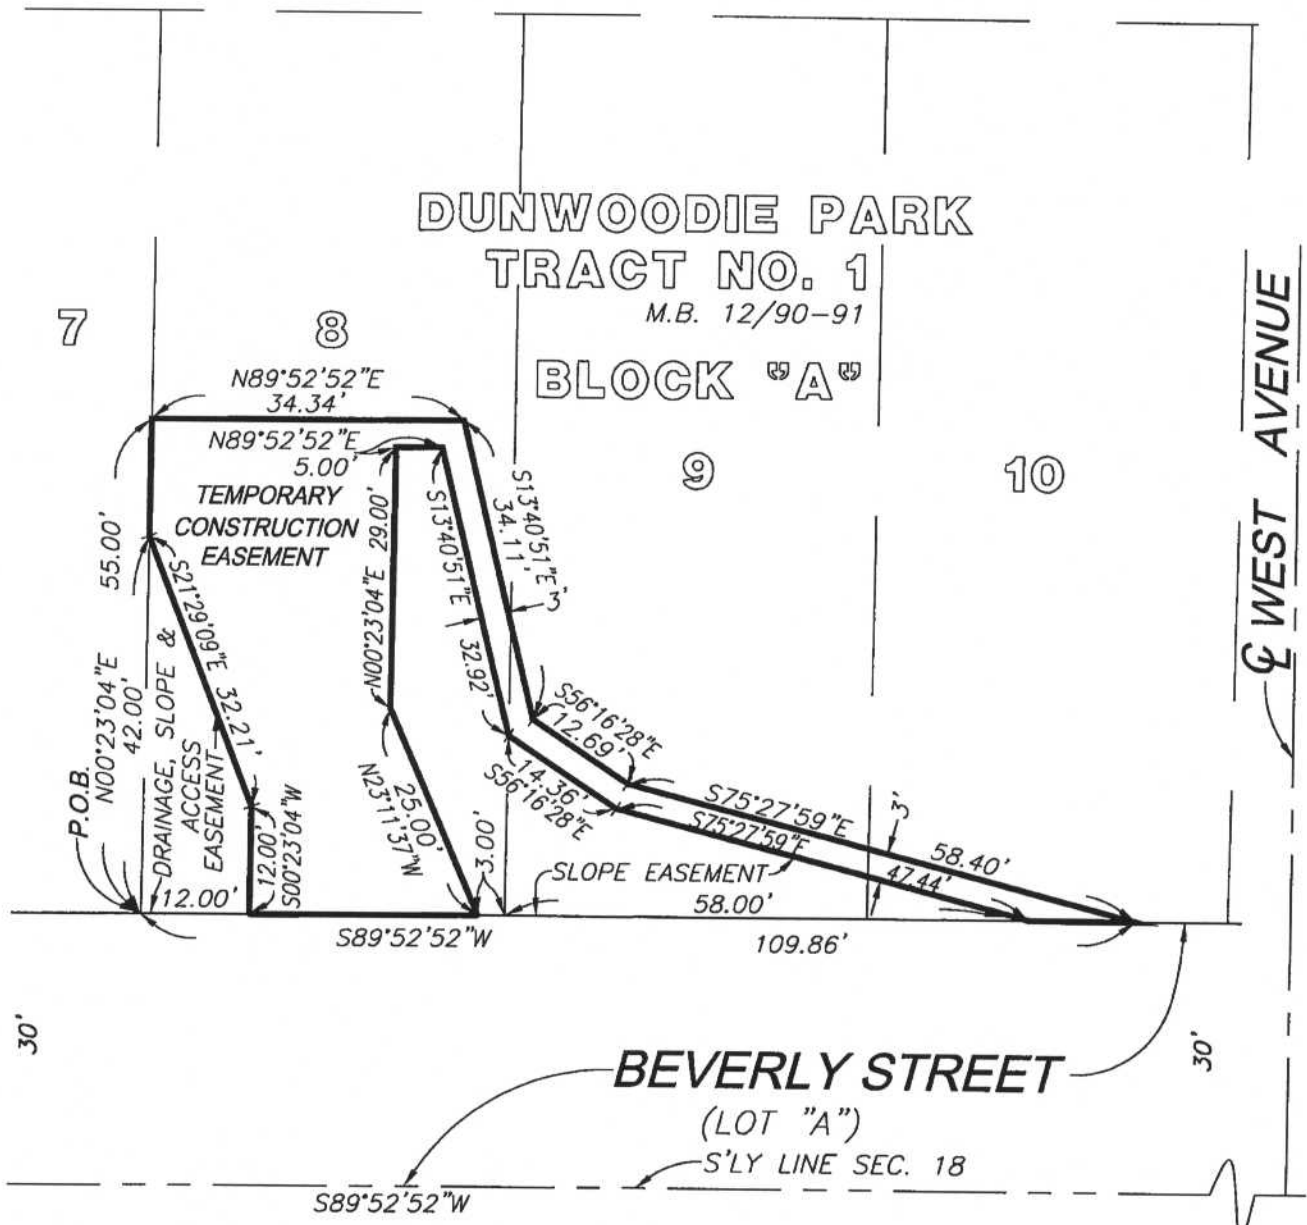 DUNWOODIE PARK
TRACT NO. 1
M.B. 12/90-91
BLOCK "A"
7
8
9
10
N89°52'52"E
34.34'
N89°52'52"E
5.00'
TEMPORARY
CONSTRUCTION
EASEMENT
55.00'
S21°29'09"E 32.21'
N00°23'04"E 29.00'
S13°40'51"E
32.92'
S13°40'51"E
34.11'
3'
S56°16'28"E
12.69'
14.36'
S56°16'28"E
S75°27'59"E
58.40'
S75°27'59"E
47.44'
3'
P.O.B.
N00°23'04"E
42.00'
DRAINAGE, SLOPE &
ACCESS
EASEMENT
12.00'
12.00'
S00°23'04"W
25.00'
N23°11'37"W
3.00'
SLOPE EASEMENT
58.00'
S89°52'52"W
109.86'
℄ WEST AVENUE
30'
30'
BEVERLY STREET
(LOT "A")
S'LY LINE SEC. 18
S89°52'52"W